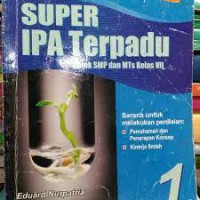 SUPER
IPA Terpadu
untuk SMP dan MTs Kelas VII
Sarana untuk
melakukan penilaian:
Pemahaman dan
Penerapan Konsep
Kinerja Ilmiah
1